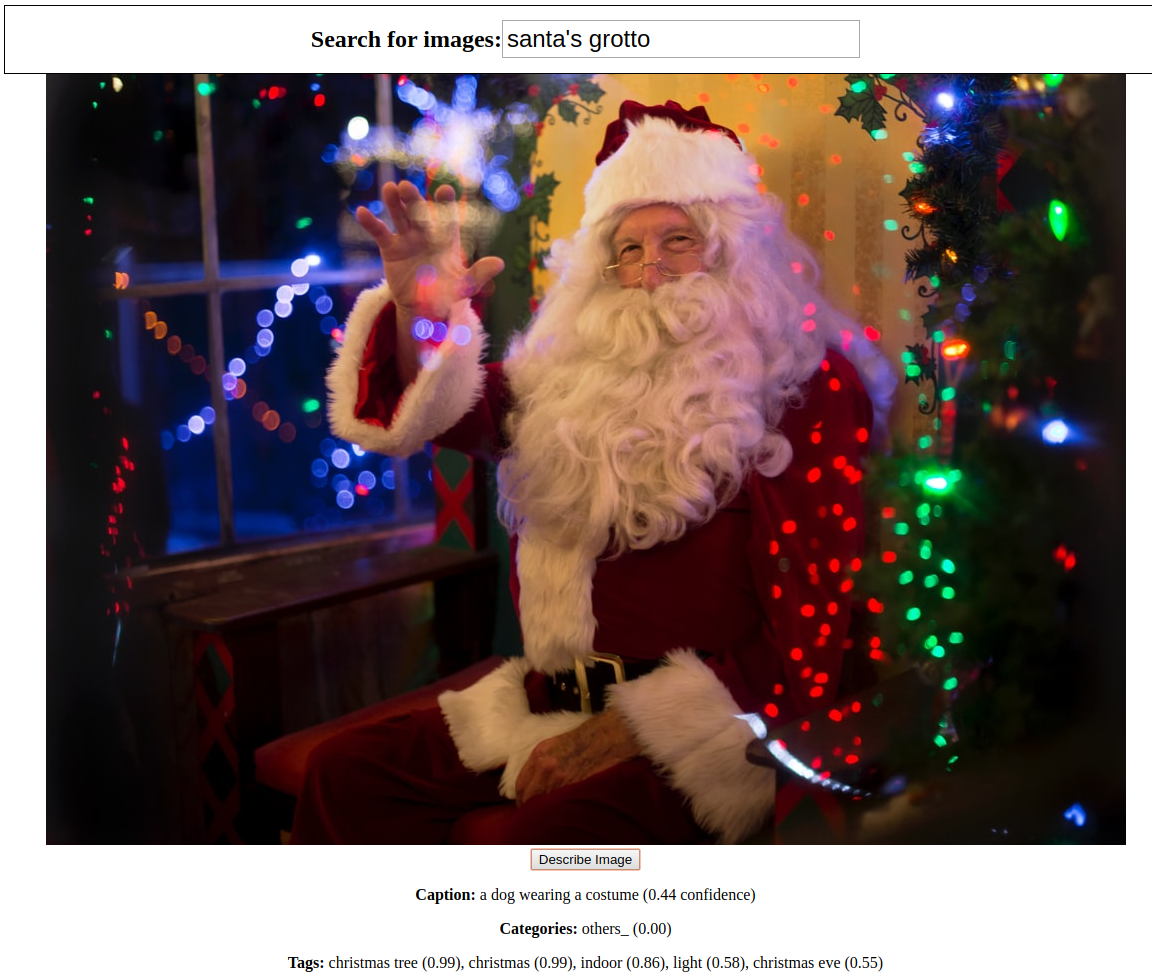 Search for images: santa's grotto
Describe Image
Caption: a dog wearing a costume (0.44 confidence)
Categories: others_ (0.00)
Tags: christmas tree (0.99), christmas (0.99), indoor (0.86), light (0.58), christmas eve (0.55)